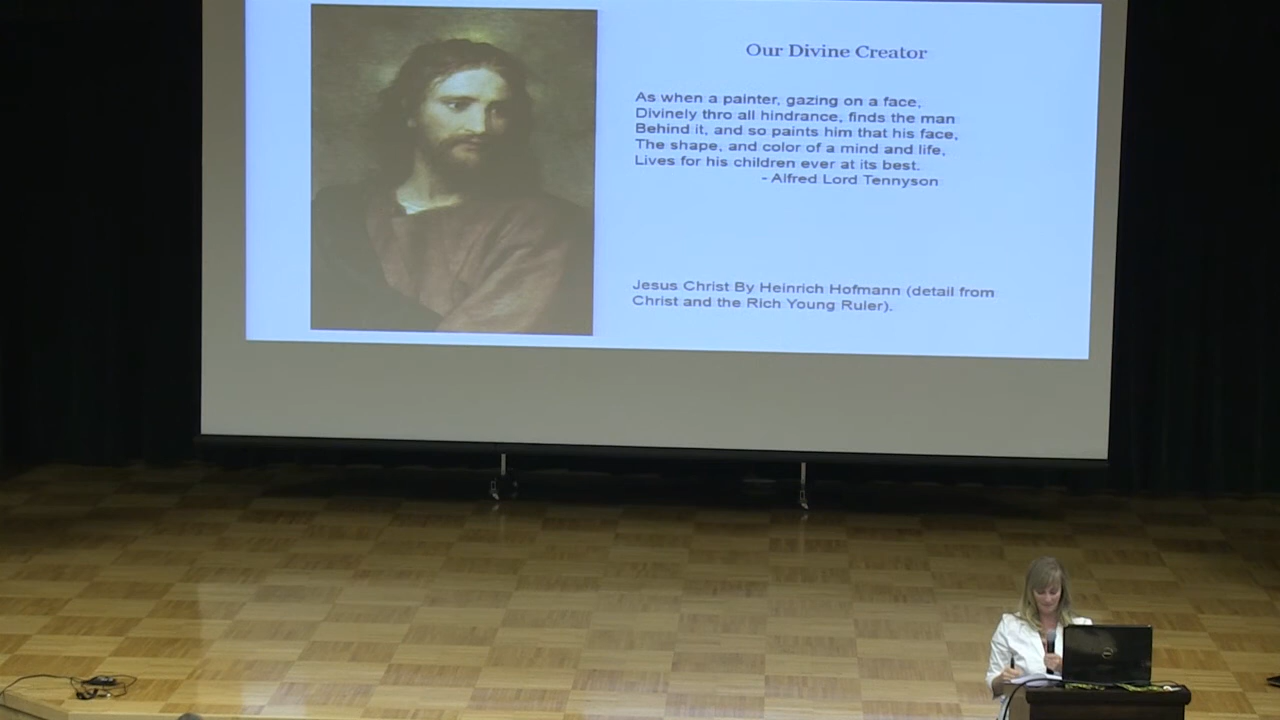 Our Divine Creator
As when a painter, gazing on a face,
Divinely thro all hindrance, finds the man
Behind it, and so paints him that his face,
The shape, and color of a mind and life,
Lives for his children ever at its best.
- Alfred Lord Tennyson
Jesus Christ By Heinrich Hofmann (detail from
Christ and the Rich Young Ruler).